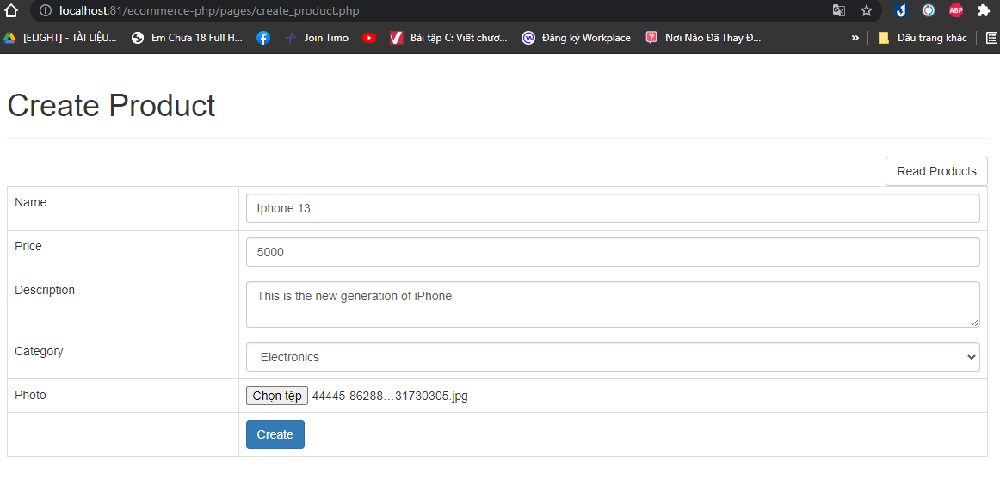 localhost:81/ecommerce-php/pages/create_product.php
ABP
[ELIGHT] - TÀI LIỆU... Em Chưa 18 Full H... Join Timo Bài tập C: Viết chươ... Đăng ký Workplace Nơi Nào Đã Thay Đ... » Dấu trang khác
Create Product
Read Products
Name Iphone 13
Price 5000
Description This is the new generation of iPhone
Category Electronics
Photo Chọn tệp 44445-86288...31730305.jpg
Create